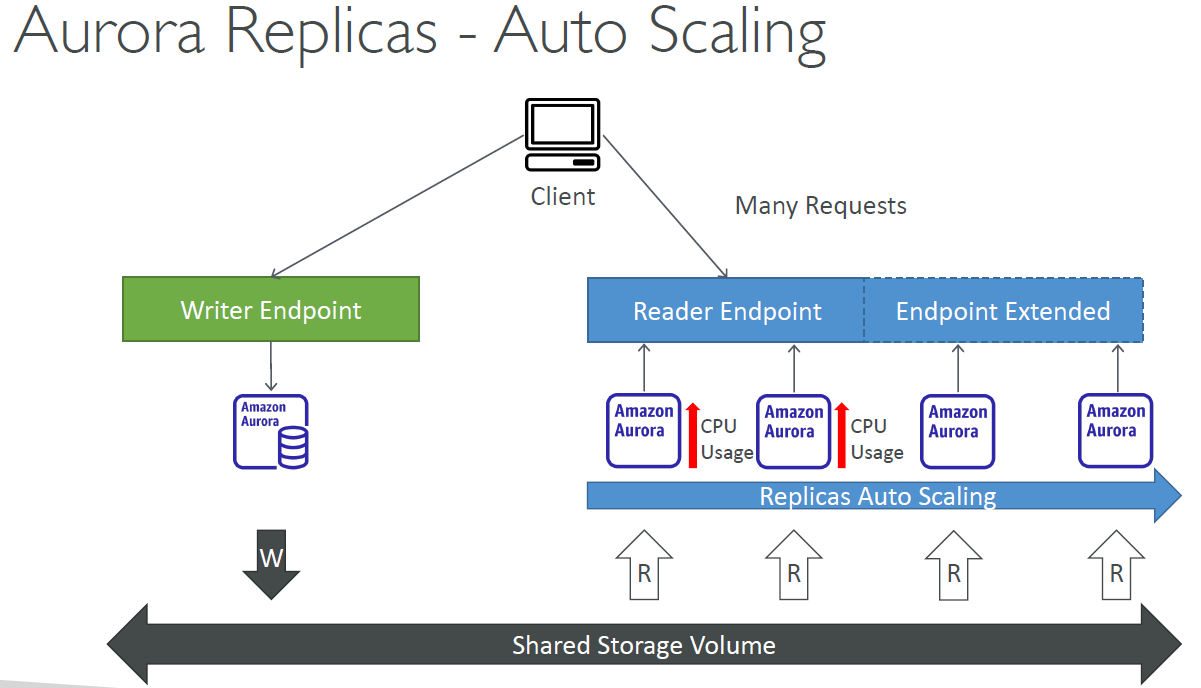 Aurora Replicas - Auto Scaling
Client
Many Requests
Writer Endpoint
Reader Endpoint
Endpoint Extended
Amazon
Aurora
Amazon
Aurora
CPU
Usage
Amazon
Aurora
CPU
Usage
Amazon
Aurora
Amazon
Aurora
Replicas Auto Scaling
W
R
R
R
R
Shared Storage Volume